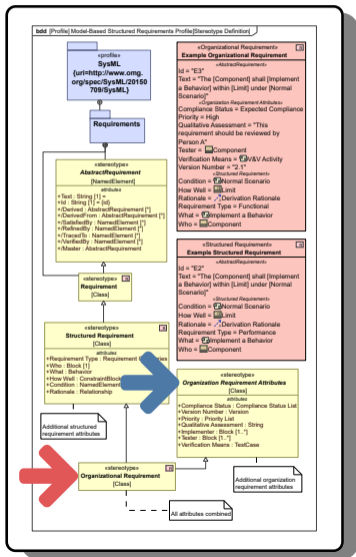 bdd [Profile] Model-Based Structured Requirements Profile[Stereotype Definition]
«profile»
SysML
(uri=http://www.omg.
org/spec/SysML/20150
709/SysML)
Requirements
«stereotype»
AbstractRequirement
[NamedElement]
attributes
+Text : String [1] =
+Id : String [1] = {id}
+/Derived : AbstractRequirement [*]
+/DerivedFrom : AbstractRequirement [*]
+/SatisfiedBy : NamedElement [*]
+/RefinedBy : NamedElement [*]
+/TracedTo : NamedElement [*]
+/VerifiedBy : NamedElement [*]
+/Master : AbstractRequirement
«stereotype»
Requirement
[Class]
«stereotype»
Structured Requirement
[Class]
attributes
+Requirement Type : Requirement
+Who : Block [1]
+What : Behavior
+How Well : ConstraintBlock
+Condition : NamedElement
+Rationale : Relationship
Additional structured
requirement attributes
«stereotype»
Organizational Requirement
[Class]
All attributes combined
«Organizational Requirement»
Example Organizational Requirement
«AbstractRequirement»
Id = "E3"
Text = "The [Component] shall [Implement
a Behavior] within [Limit] under [Normal
Scenario]"
«Organization Requirement Attributes»
Compliance Status = Expected Compliance
Priority = High
Qualitative Assessment = "This
requirement should be reviewed by
Person A"
Tester = Component
Verification Means = V&V Activity
Version Number = "2.1"
«Structured Requirement»
Condition = Normal Scenario
How Well = Limit
Rationale = Derivation Rationale
Requirement Type = Functional
What = Implement a Behavior
Who = Component
«Structured Requirement»
Example Structured Requirement
«AbstractRequirement»
Id = "E2"
Text = "The [Component] shall [Implement
a Behavior] within [Limit] under [Normal
Scenario]"
«Structured Requirement»
Condition = Normal Scenario
How Well = Limit
Rationale = Derivation Rationale
Requirement Type = Performance
What = Implement a Behavior
Who = Component
«stereotype»
Organization Requirement Attributes
[Class]
attributes
+Compliance Status : Compliance Status List
+Version Number : Version
+Priority : Priority List
+Qualitative Assessment : String
+Implementer : Block [1..*]
+Tester : Block [1..*]
+Verification Means : TestCase
Additional organization
requirement attributes